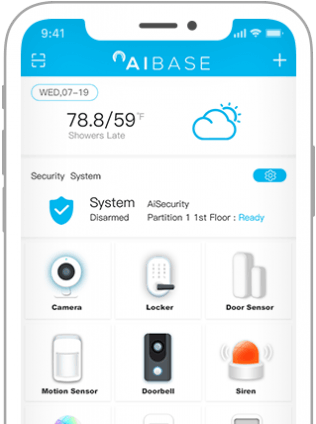 9:41
AIBASE
WED,07-19
78.8/59°F
Showers Late
Security System
System AiSecurity
Disarmed Partition 1 1st Floor : Ready
Camera Locker Door Sensor
Motion Sensor Doorbell Siren